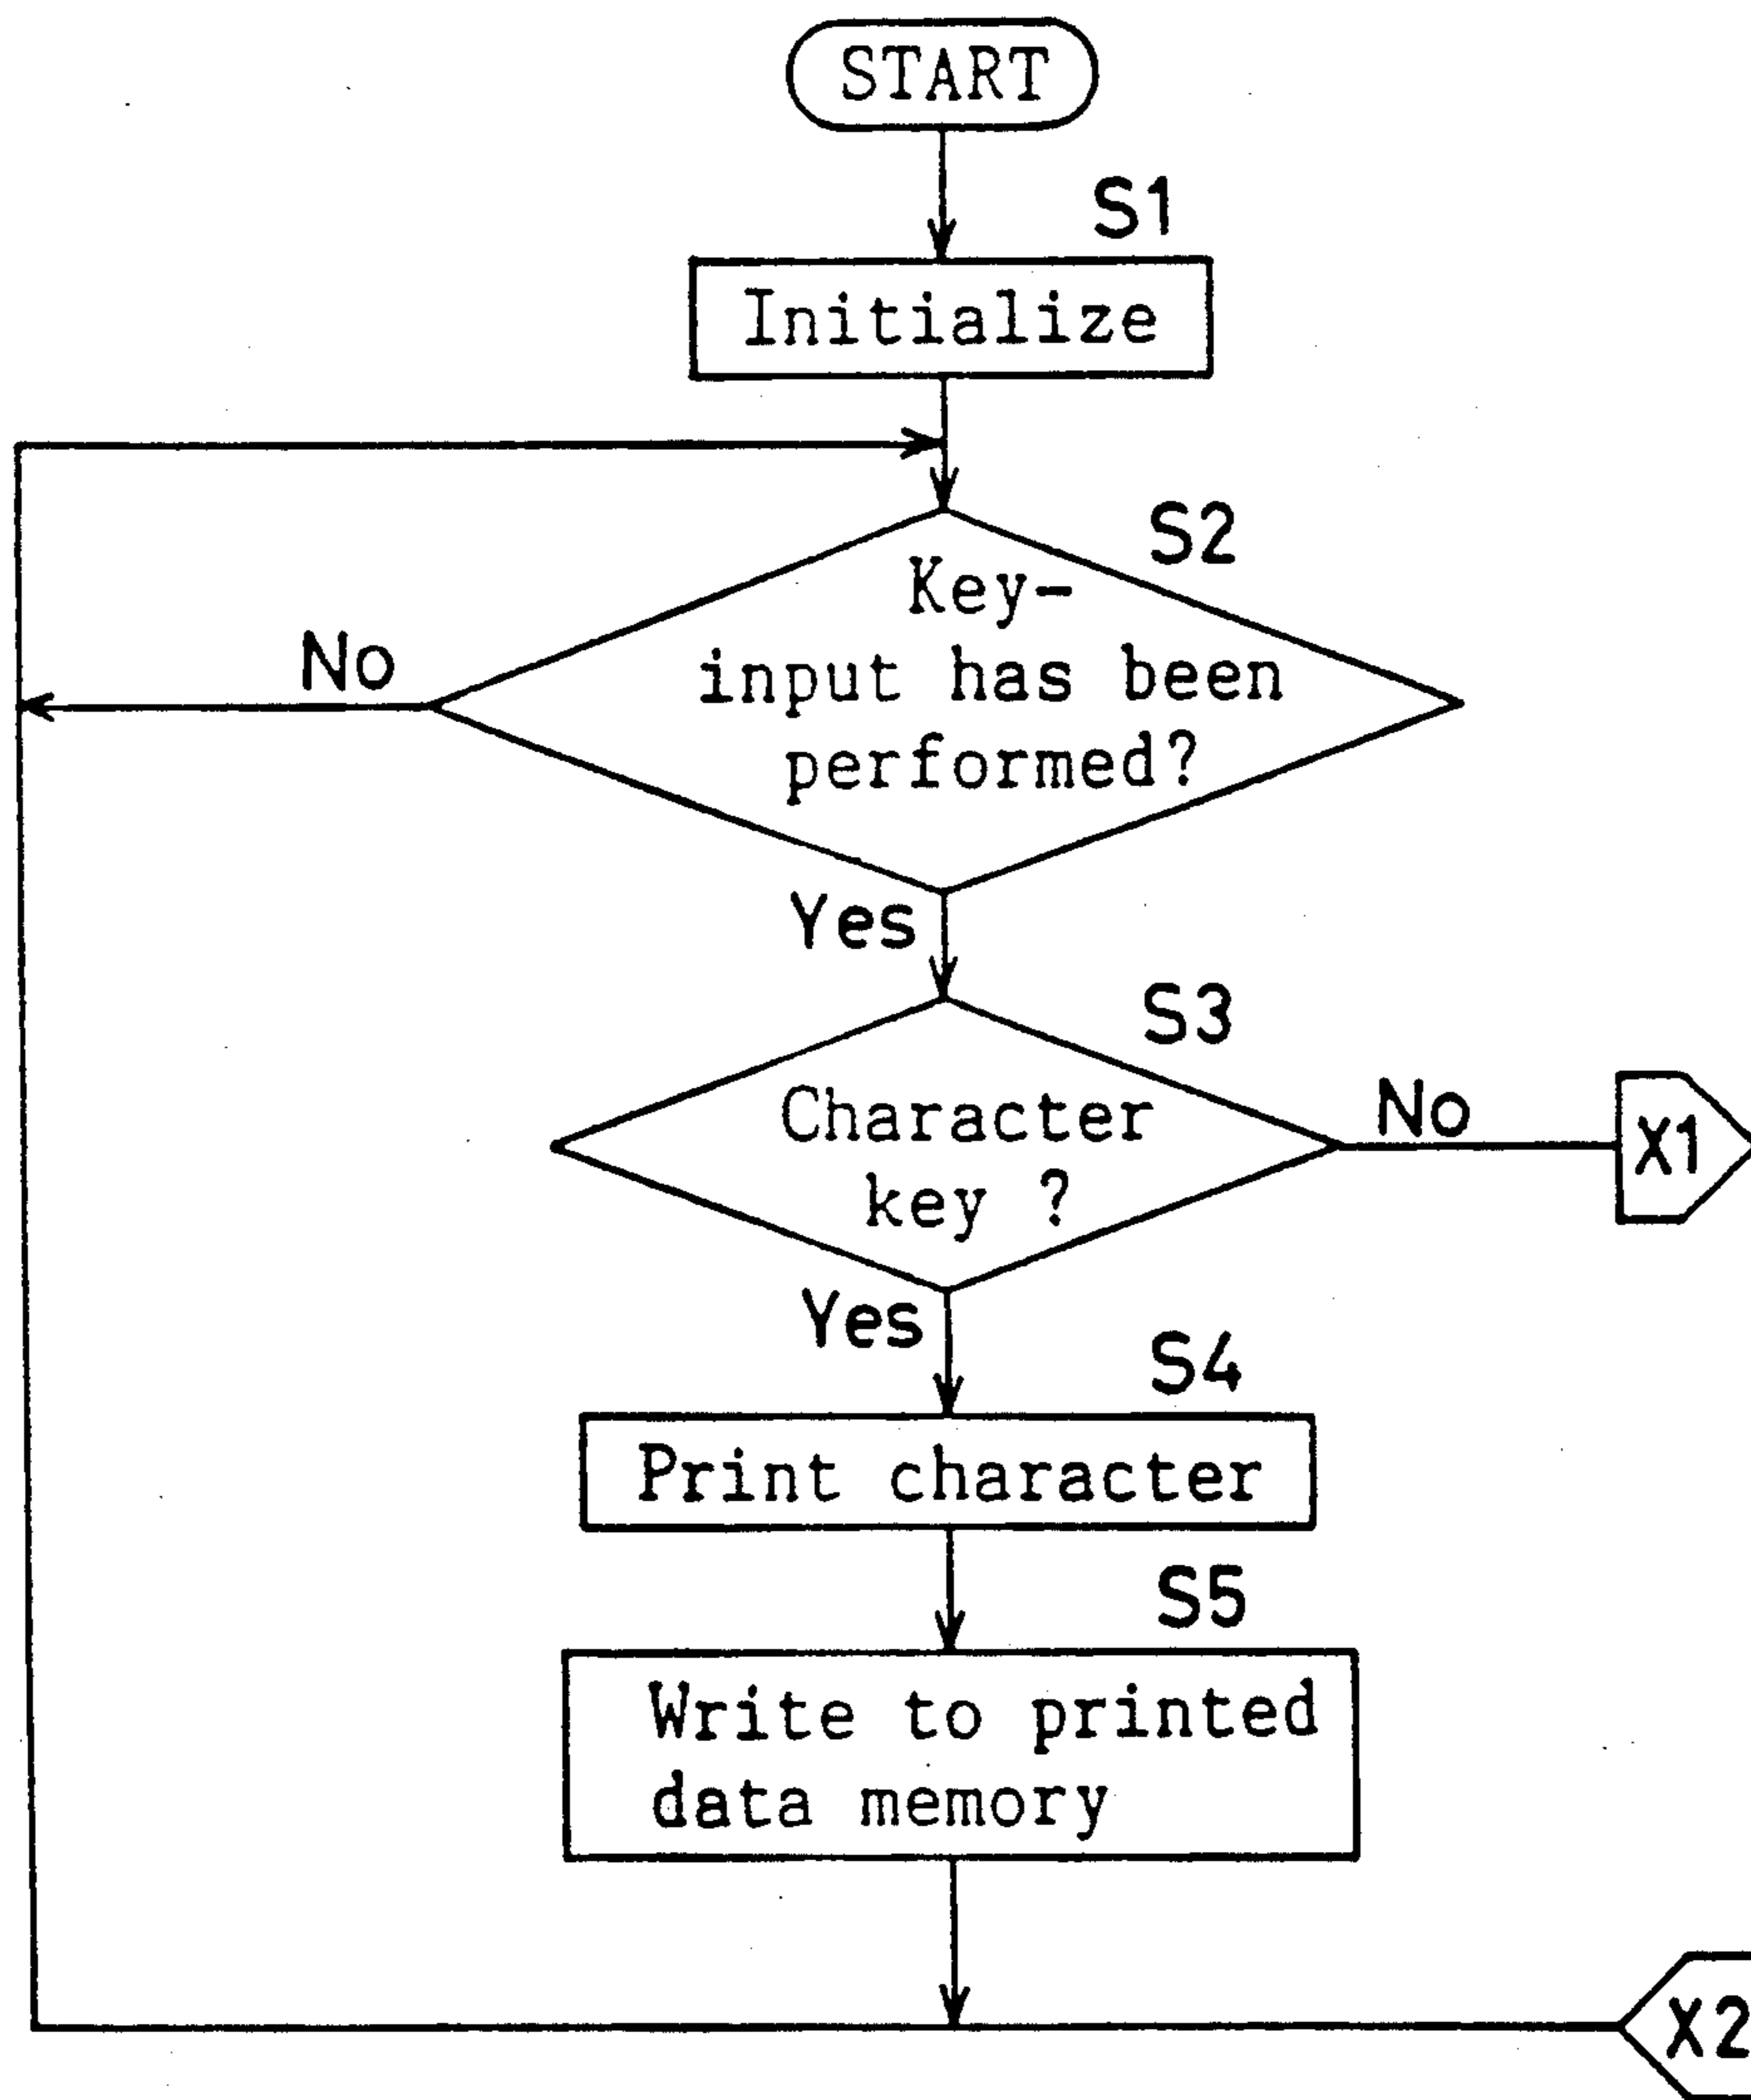 START
S1
Initialize
S2
Key-
input has been
performed?
No
Yes
S3
Character
key ?
No
X1
Yes
S4
Print character
S5
Write to printed
data memory
X2